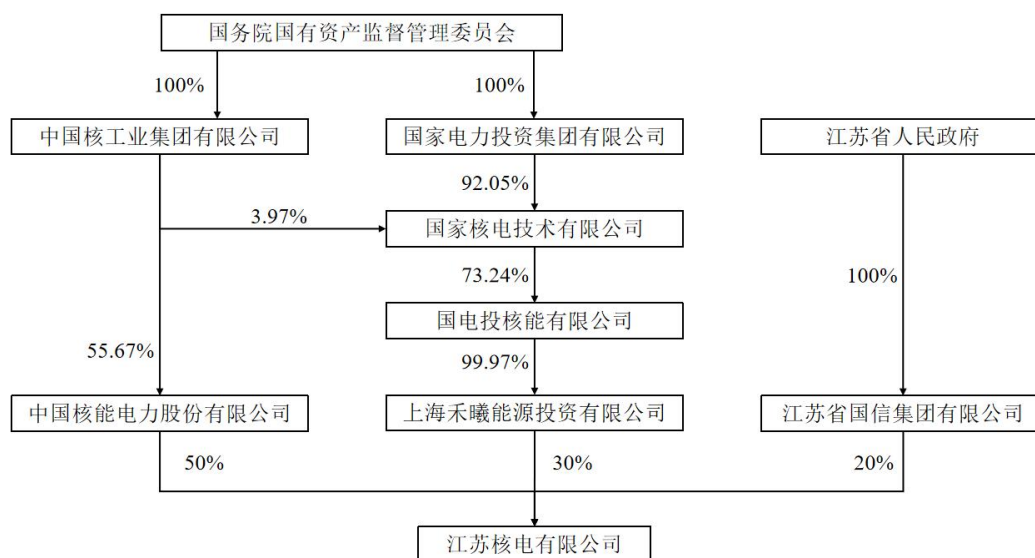 国务院国有资产监督管理委员会
100%
100%
中国核工业集团有限公司
国家电力投资集团有限公司
江苏省人民政府
92.05%
3.97%
国家核电技术有限公司
73.24%
100%
国电投核能有限公司
55.67%
99.97%
中国核能电力股份有限公司
上海禾曦能源投资有限公司
江苏省国信集团有限公司
50%
30%
20%
江苏核电有限公司